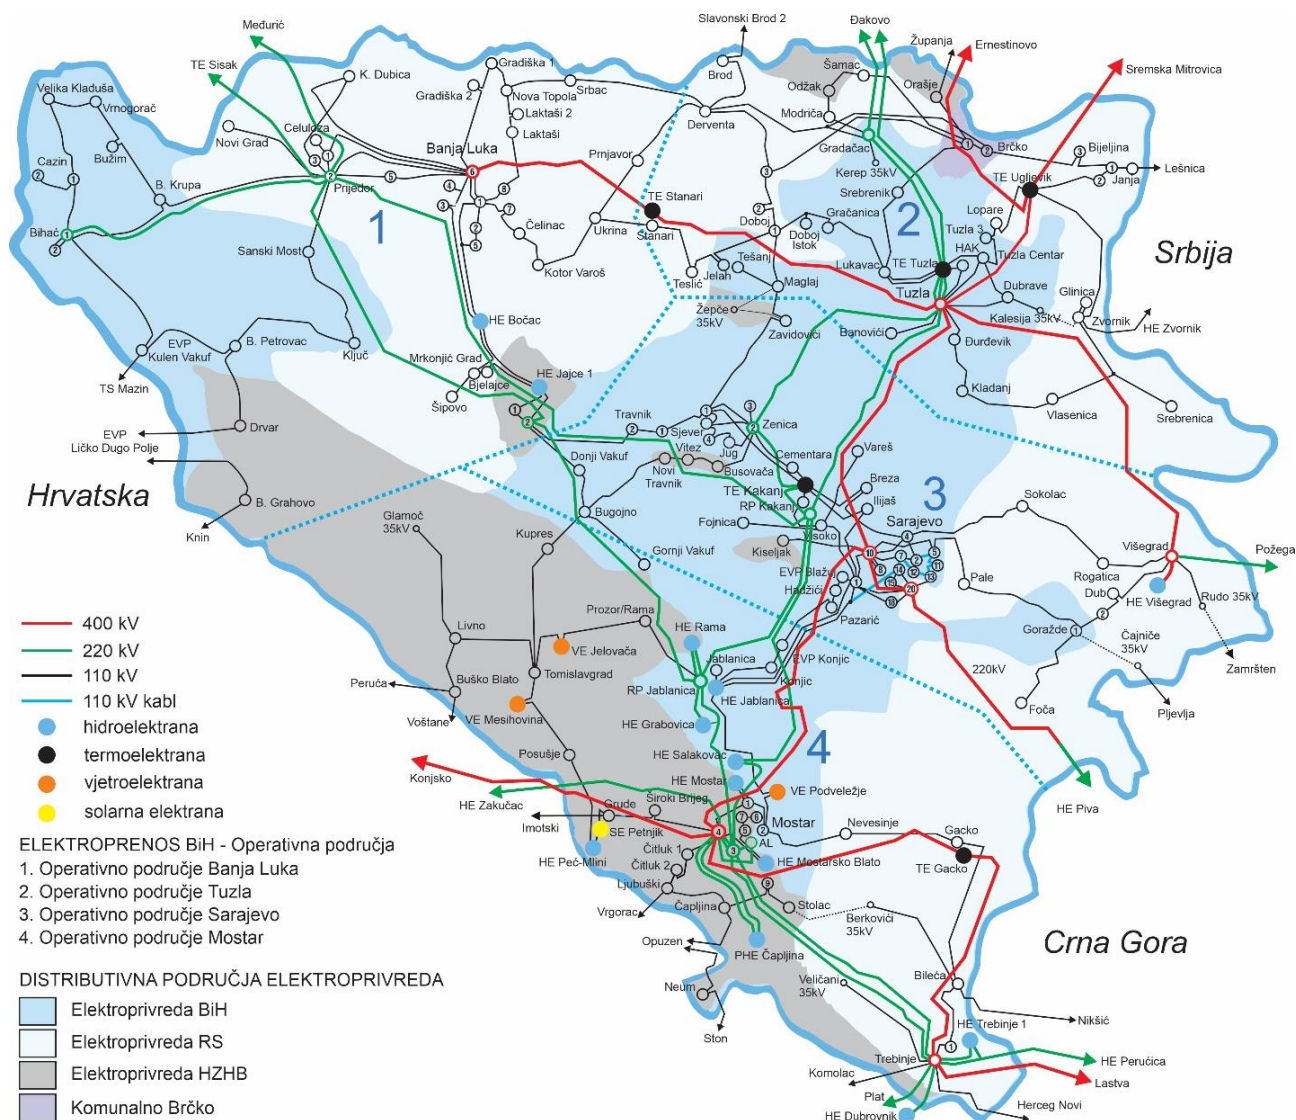 Međurić
Slavonski Brod 2
Đakovo
Županja
Ernestinovo
Sremska Mitrovica
TE Sisak
K. Dubica
Gradiška 1
Gradiška 2
Nova Topola
Srbac
Brod
Šamac
Odžak
Orašje
Velika Kladuša
Vrnograč
Laktaši 2
Laktaši
Derventa
Modriča
Novi Grad
Celuloza
Bužim
Cazin
Banja Luka
Prnjavor
Gradačac
Kerep 35kV
Brčko
Bijeljina
Janja
Lešnica
B. Krupa
Prijedor
TE Stanari
Srebrenik
TE Ugljevik
1
2
Čelinac
Ukrina
Stanari
Doboj
Doboj
Istok
Gračanica
Lopare
Tuzla 3
Bihać
Sanski Most
Kotor Varoš
Teslić
Jelah
Tešanj
Maglaj
Lukavac
TE Tuzla
HAK
Tuzla Centar
Srbija
Tuzla
Dubrave
Glinica
Kalesija 35kV
Zvornik
HE Zvornik
HE Bočac
Žepče
35kV
Zavidovići
Banovići
Đurđevik
EVP
Kulen Vakuf
B. Petrovac
Ključ
TS Mazin
Mrkonjić Grad
Bjelajce
Šipovo
HE Jajce 1
Kladanj
Vlasenica
Srebrenica
EVP
Ličko Dugo Polje
Drvar
Travnik
Sjever
Vitez
Jug
Zenica
Novi
Travnik
Busovača
Cementara
Vareš
Donji Vakuf
TE Kakanj
RP Kakanj
Breza
Ilijaš
3
Hrvatska
B. Grahovo
Knin
Glamoč
35kV
Bugojno
Kupres
Gornji Vakuf
Fojnica
Visoko
Kiseljak
Sarajevo
Sokolac
Višegrad
Požega
EVP Blažuj
Hadžići
Pazarić
Pale
Rogatica
Dub
HE Višegrad
Rudo 35kV
Goražde
Čajniče
35kV
Zamršten
Pljevlja
Foča
220kV
HE Piva
400 kV
220 kV
110 kV
110 kV kabl
hidroelektrana
termoelektrana
vjetroelektrana
solarna elektrana
Livno
Prozor/Rama
HE Rama
VE Jelovača
Jablanica
EVP Konjic
Konjic
Buško Blato
Tomislavgrad
RP Jablanica
HE Jablanica
Peruća
Voštane
VE Mesihovina
HE Grabovica
Posušje
HE Salakovac
4
Konjsko
HE Mostar
VE Podveležje
HE Zakučac
Široki Brijeg
Grude
Imotski
SE Petnjik
Mostar
Nevesinje
Gacko
AL
HE Peć-Mlini
Čitluk 1
Čitluk 2
HE Mostarsko Blato
TE Gacko
Ljubuški
Vrgorac
Čapljina
Stolac
Berkovići
35kV
Opuzen
PHE Čapljina
Crna Gora
Neum
Ston
Veličani
35kV
Bileća
Nikšić
HE Trebinje 1
Trebinje
HE Perućica
Komolac
Lastva
Plat
Herceg Novi
HE Dubrovnik
ELEKTROPRENOS BiH - Operativna područja
1. Operativno područje Banja Luka
2. Operativno područje Tuzla
3. Operativno područje Sarajevo
4. Operativno područje Mostar
DISTRIBUTIVNA PODRUČJA ELEKTROPRIVREDA
Elektroprivreda BiH
Elektroprivreda RS
Elektroprivreda HZHB
Komunalno Brčko